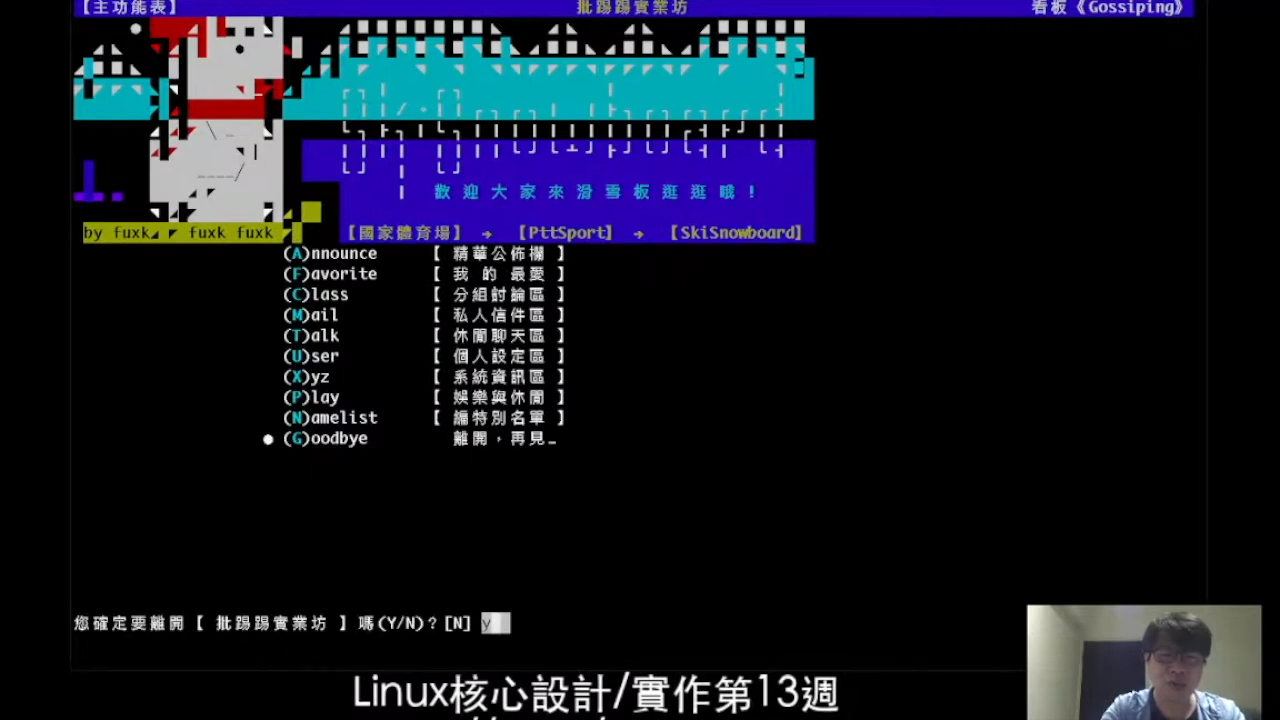 【主功能表】 批踢踢實業坊 看板《Gossiping》
歡迎大家來滑雪板逛逛哦!
by fuxk fuxk fuxk 【國家體育場】 → 【PttSport】 → 【SkiSnowboard】
(A)nnounce 【 精華公佈欄 】
(F)avorite 【 我 的 最愛 】
(C)lass 【 分組討論區 】
(M)ail 【 私人信件區 】
(T)alk 【 休閒聊天區 】
(U)ser 【 個人設定區 】
(X)yz 【 系統資訊區 】
(P)lay 【 娛樂與休閒 】
(N)amelist 【 編特別名單 】
● (G)oodbye 離開，再見…
您確定要離開【 批踢踢實業坊 】嗎(Y/N)？[N] y
Linux核心設計/實作第13週